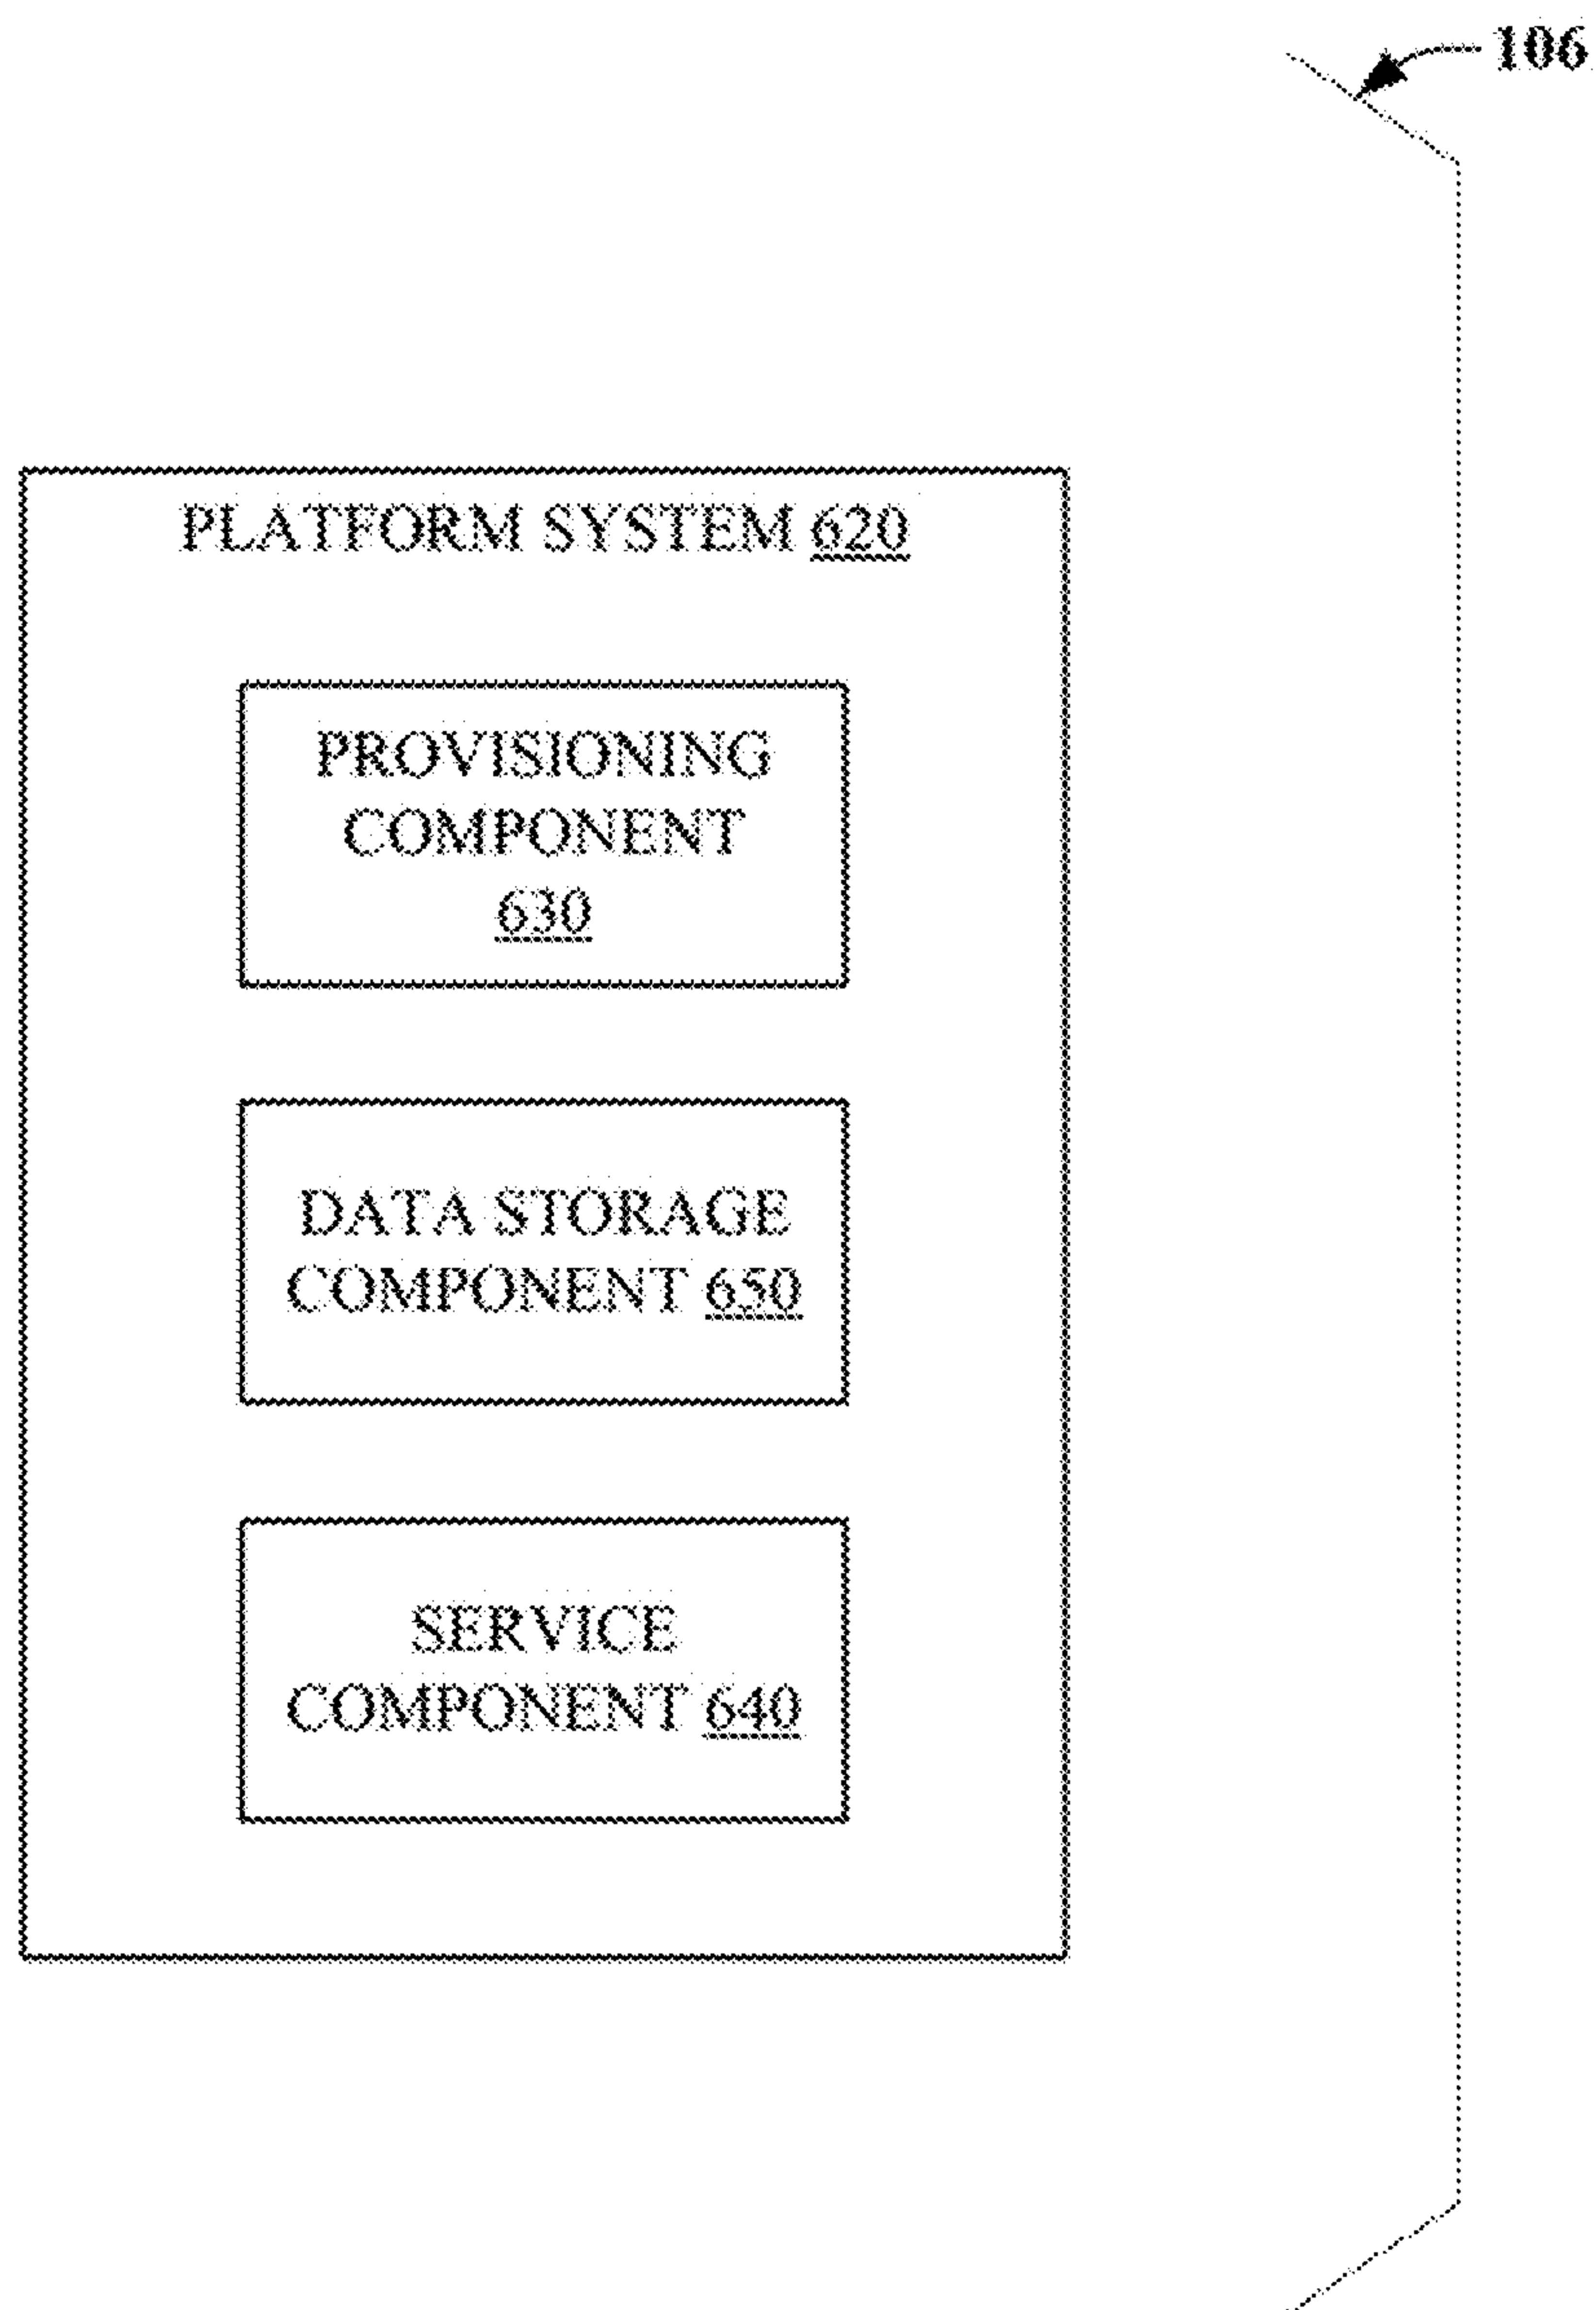 106
PLATFORM SYSTEM 620
PROVISIONING
COMPONENT
630
DATA STORAGE
COMPONENT 650
SERVICE
COMPONENT 640